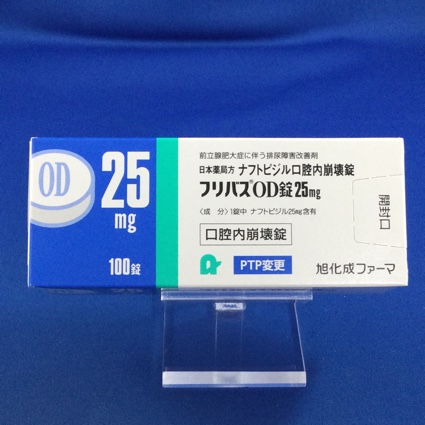 OD
25
mg
100錠
前立腺肥大症に伴う排尿障害改善剤
日本薬局方 ナフトピジル口腔内崩壊錠
フリバスOD錠25mg
〈成 分〉1錠中 ナフトピジル25mg含有
口腔内崩壊錠
PTP変更
旭化成ファーマ
開封口